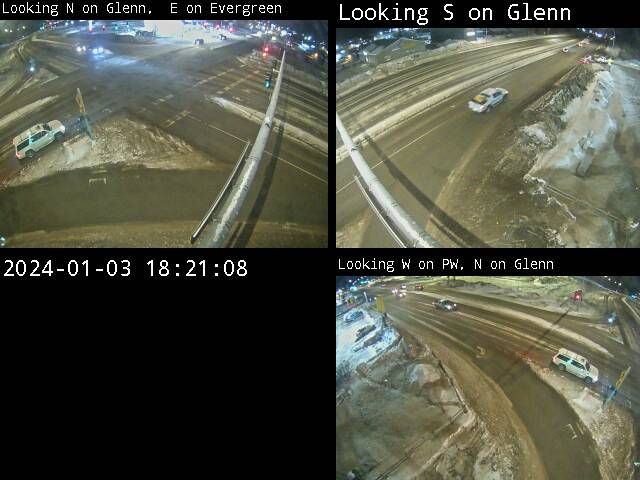 Looking N on Glenn,  E on Evergreen
Looking S on Glenn
2024-01-03 18:21:08
Looking W on PW, N on Glenn